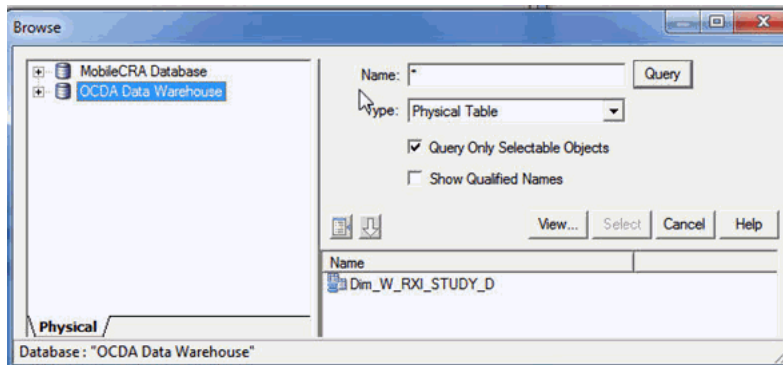 Browse
MobileCRA Database
OCDA Data Warehouse
Physical
Name: *
Query
Type: Physical Table
Query Only Selectable Objects
Show Qualified Names
View... Select Cancel Help
Name
Dim_W_RXI_STUDY_D
Database : "OCDA Data Warehouse"